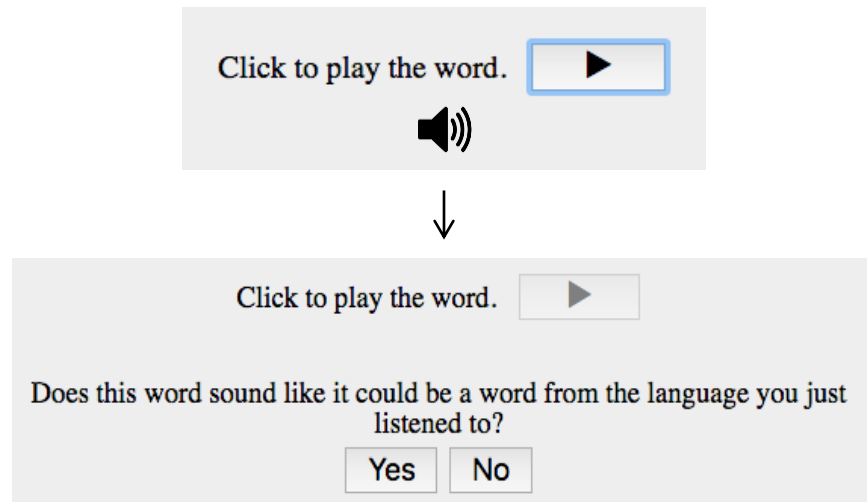 Click to play the word.
Click to play the word.
Does this word sound like it could be a word from the language you just
listened to?
Yes No